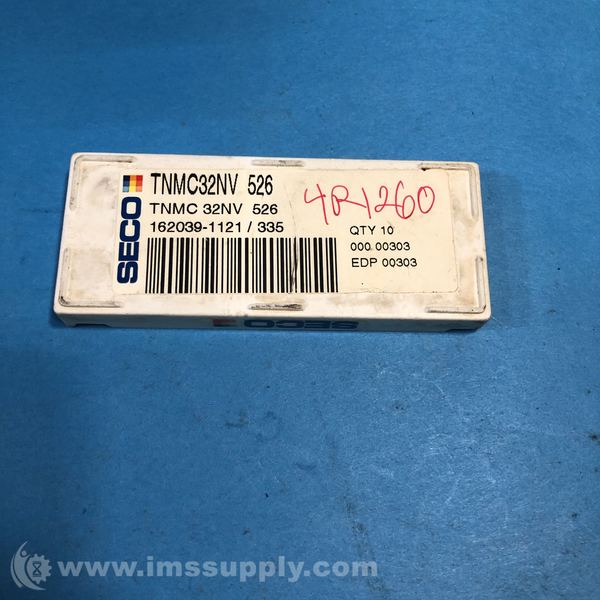 SECO
TNMC32NV 526
TNMC 32NV 526
162039-1121 / 335
4R1260
QTY 10
000 00303
EDP 00303
SECO
www.imssupply.com